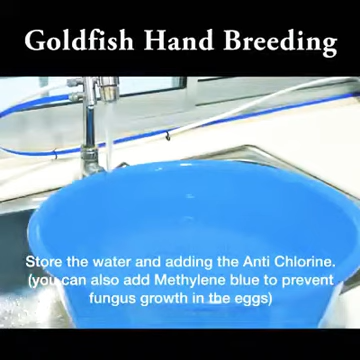 Goldfish Hand Breeding
Store the water and adding the Anti Chlorine.
(you can also add Methylene blue to prevent
fungus growth in the eggs)